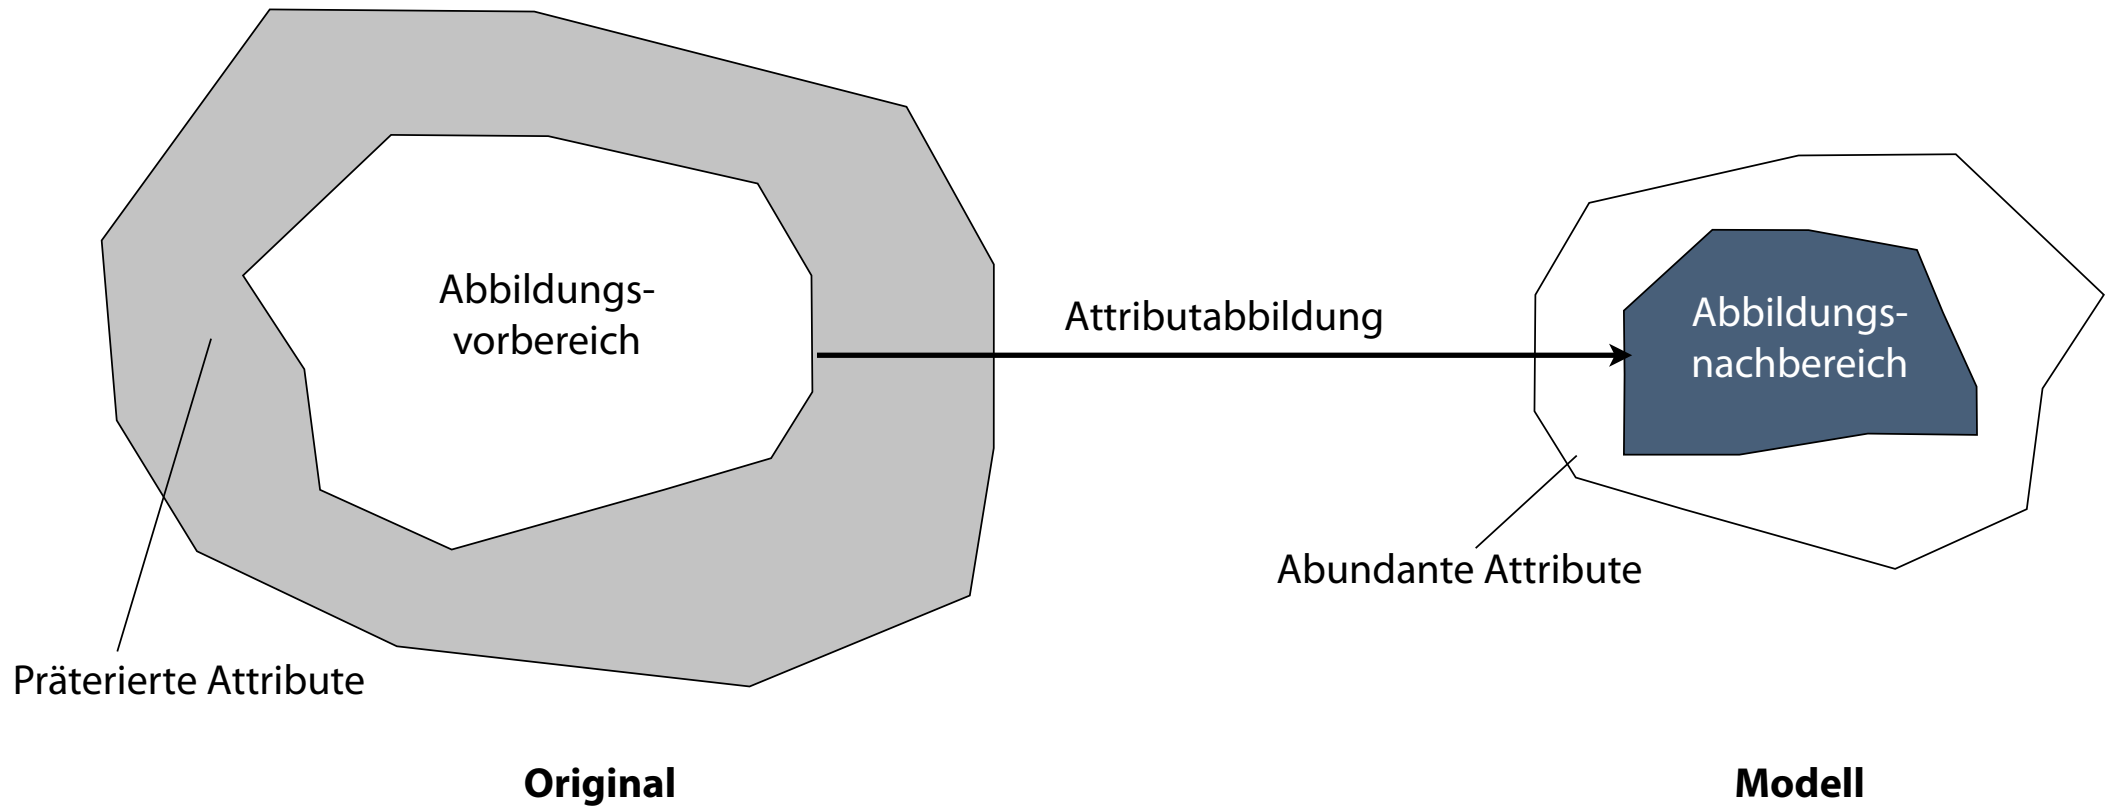 Abbildungs-
vorbereich
Attributabbildung
Abbildungs-
nachbereich
Abundante Attribute
Präterierte Attribute
Original
Modell